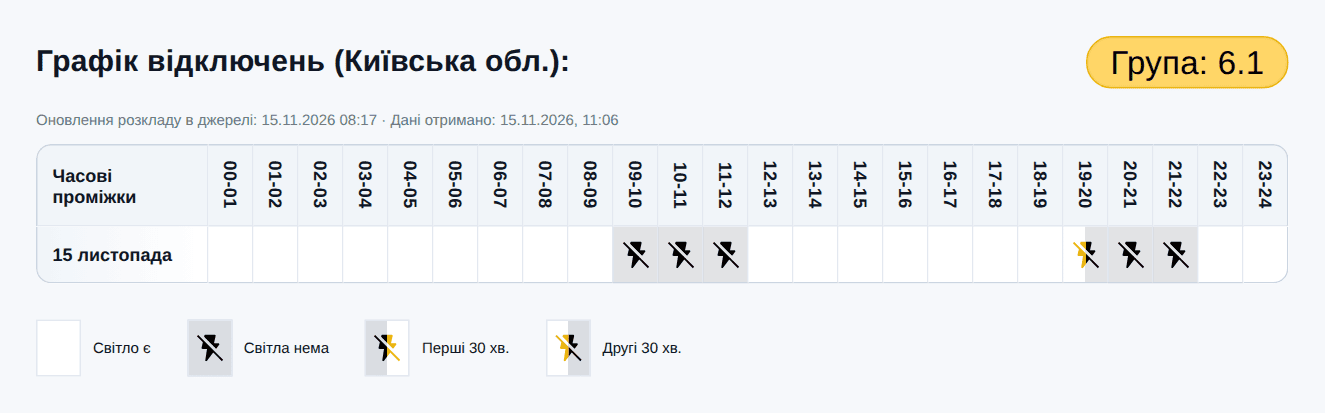 Графік відключень (Київська обл.):
Група: 6.1
Оновлення розкладу в джерелі: 15.11.2026 08:17 · Дані отримано: 15.11.2026, 11:06
Часові проміжки 00-01 01-02 02-03 03-04 04-05 05-06 06-07 07-08 08-09 09-10 10-11 11-12 12-13 13-14 14-15 15-16 16-17 17-18 18-19 19-20 20-21 21-22 22-23 23-24
15 листопада
Світло є Світла нема Перші 30 хв. Другі 30 хв.